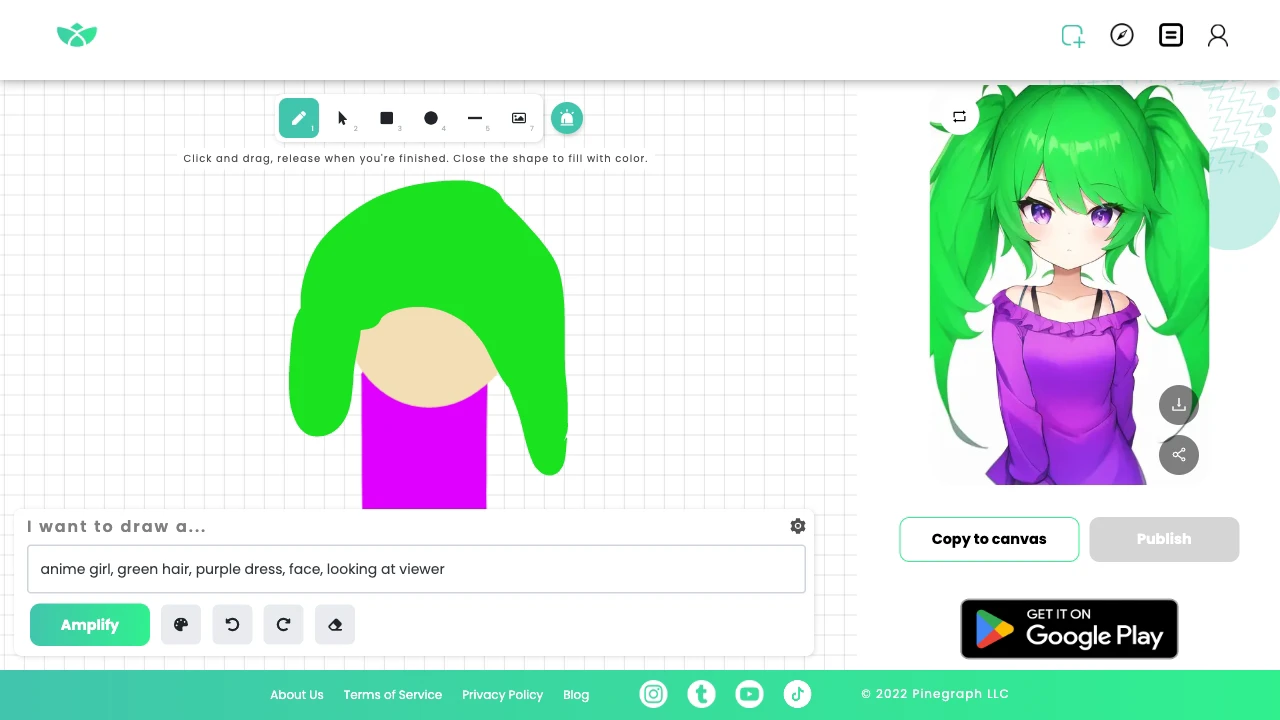 1
2
3
4
5
7
Click and drag, release when you're finished. Close the shape to fill with color.
I want to draw a...
anime girl, green hair, purple dress, face, looking at viewer
Amplify
Copy to canvas
Publish
GET IT ON
Google Play
About Us
Terms of Service
Privacy Policy
Blog
© 2022 Pinegraph LLC